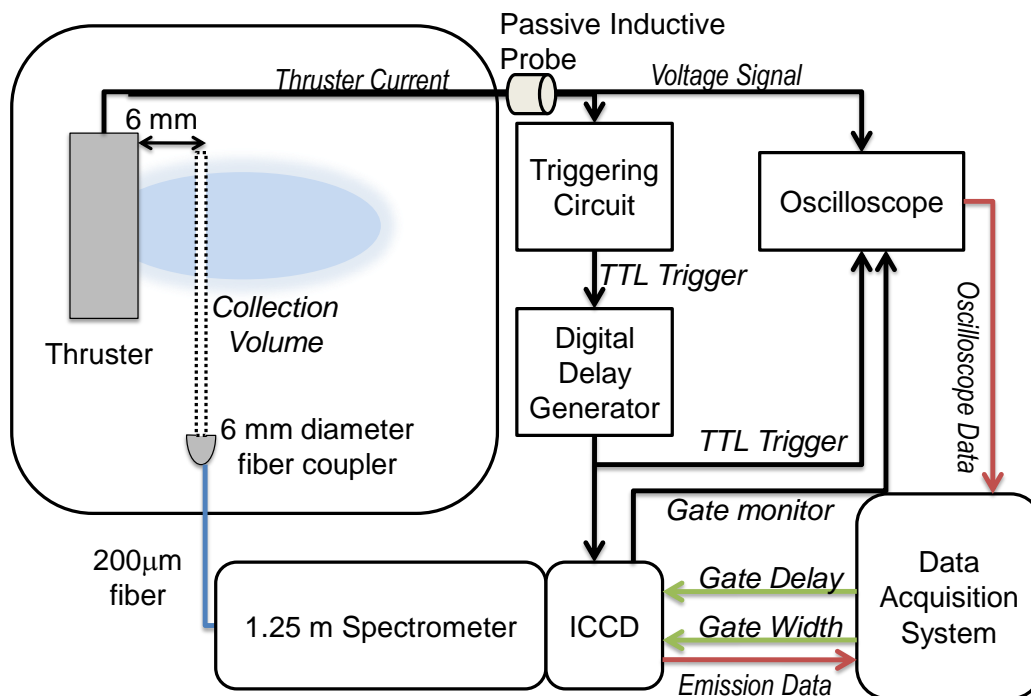 Passive Inductive
Probe
Thruster Current
Voltage Signal
6 mm
Triggering
Circuit
Oscilloscope
TTL Trigger
Collection
Volume
Thruster
Digital
Delay
Generator
Oscilloscope Data
6 mm diameter
fiber coupler
TTL Trigger
Gate monitor
200μm
fiber
1.25 m Spectrometer
ICCD
Gate Delay
Gate Width
Emission Data
Data
Acquisition
System